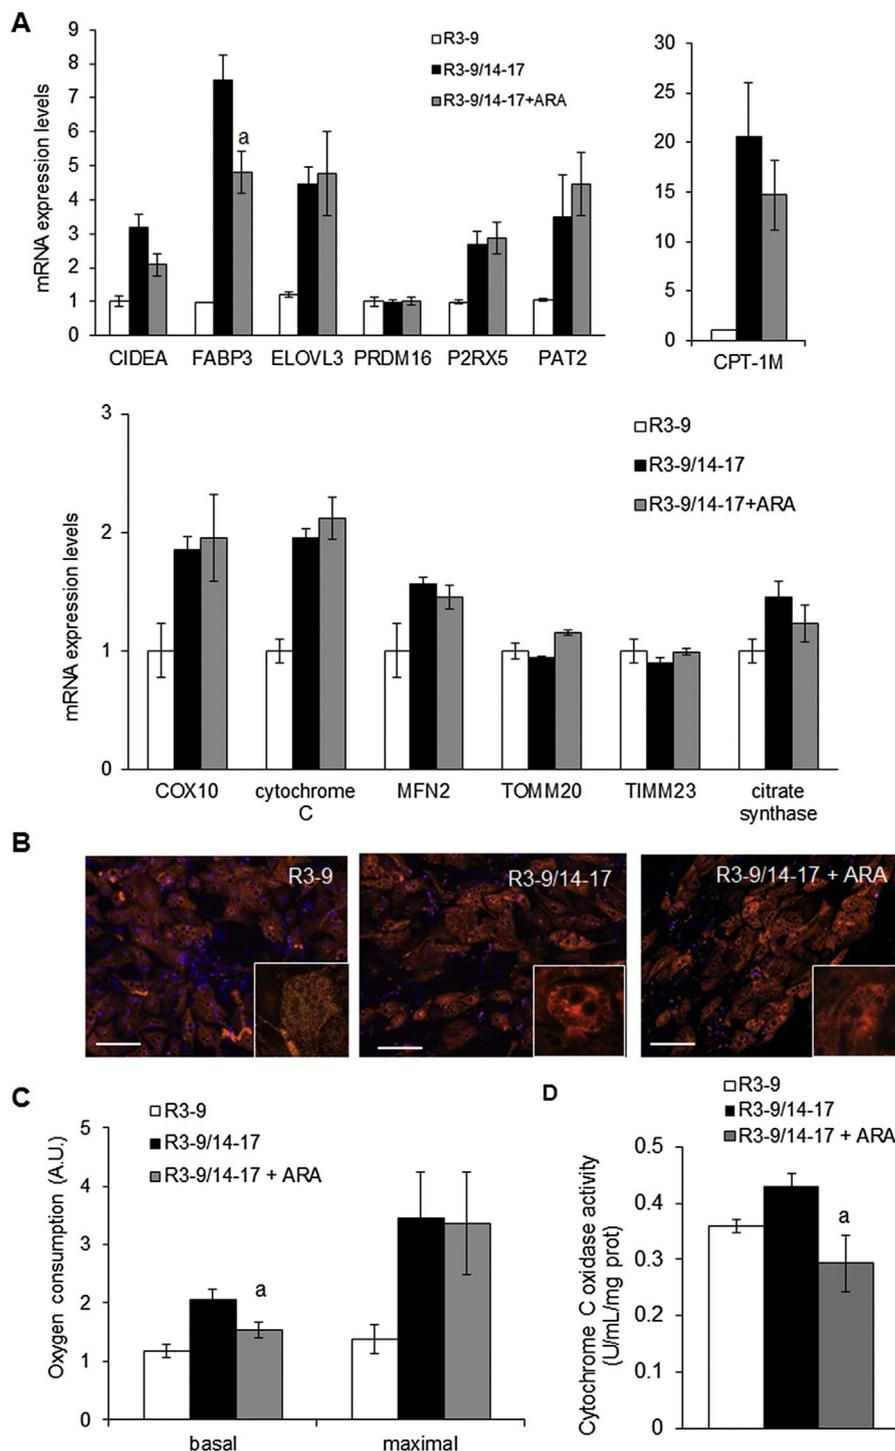 A
9
8
7
6
5
4
3
2
1
0
mRNA expression levels
R3-9
R3-9/14-17
R3-9/14-17+ARA
a
CIDEA FABP3 ELOVL3 PRDM16 P2RX5 PAT2
30
25
20
15
10
5
0
CPT-1M
3
2
1
0
mRNA expression levels
R3-9
R3-9/14-17
R3-9/14-17+ARA
COX10 cytochrome C MFN2 TOMM20 TIMM23 citrate synthase
B
R3-9
R3-9/14-17
R3-9/14-17 + ARA
C
R3-9
R3-9/14-17
R3-9/14-17 + ARA
5
4
3
2
1
0
Oxygen consumption (A.U.)
a
basal maximal
D
R3-9
R3-9/14-17
R3-9/14-17 + ARA
0.5
0.4
0.3
0.2
0.1
0
Cytochrome C oxidase activity
(U/mL/mg prot)
a